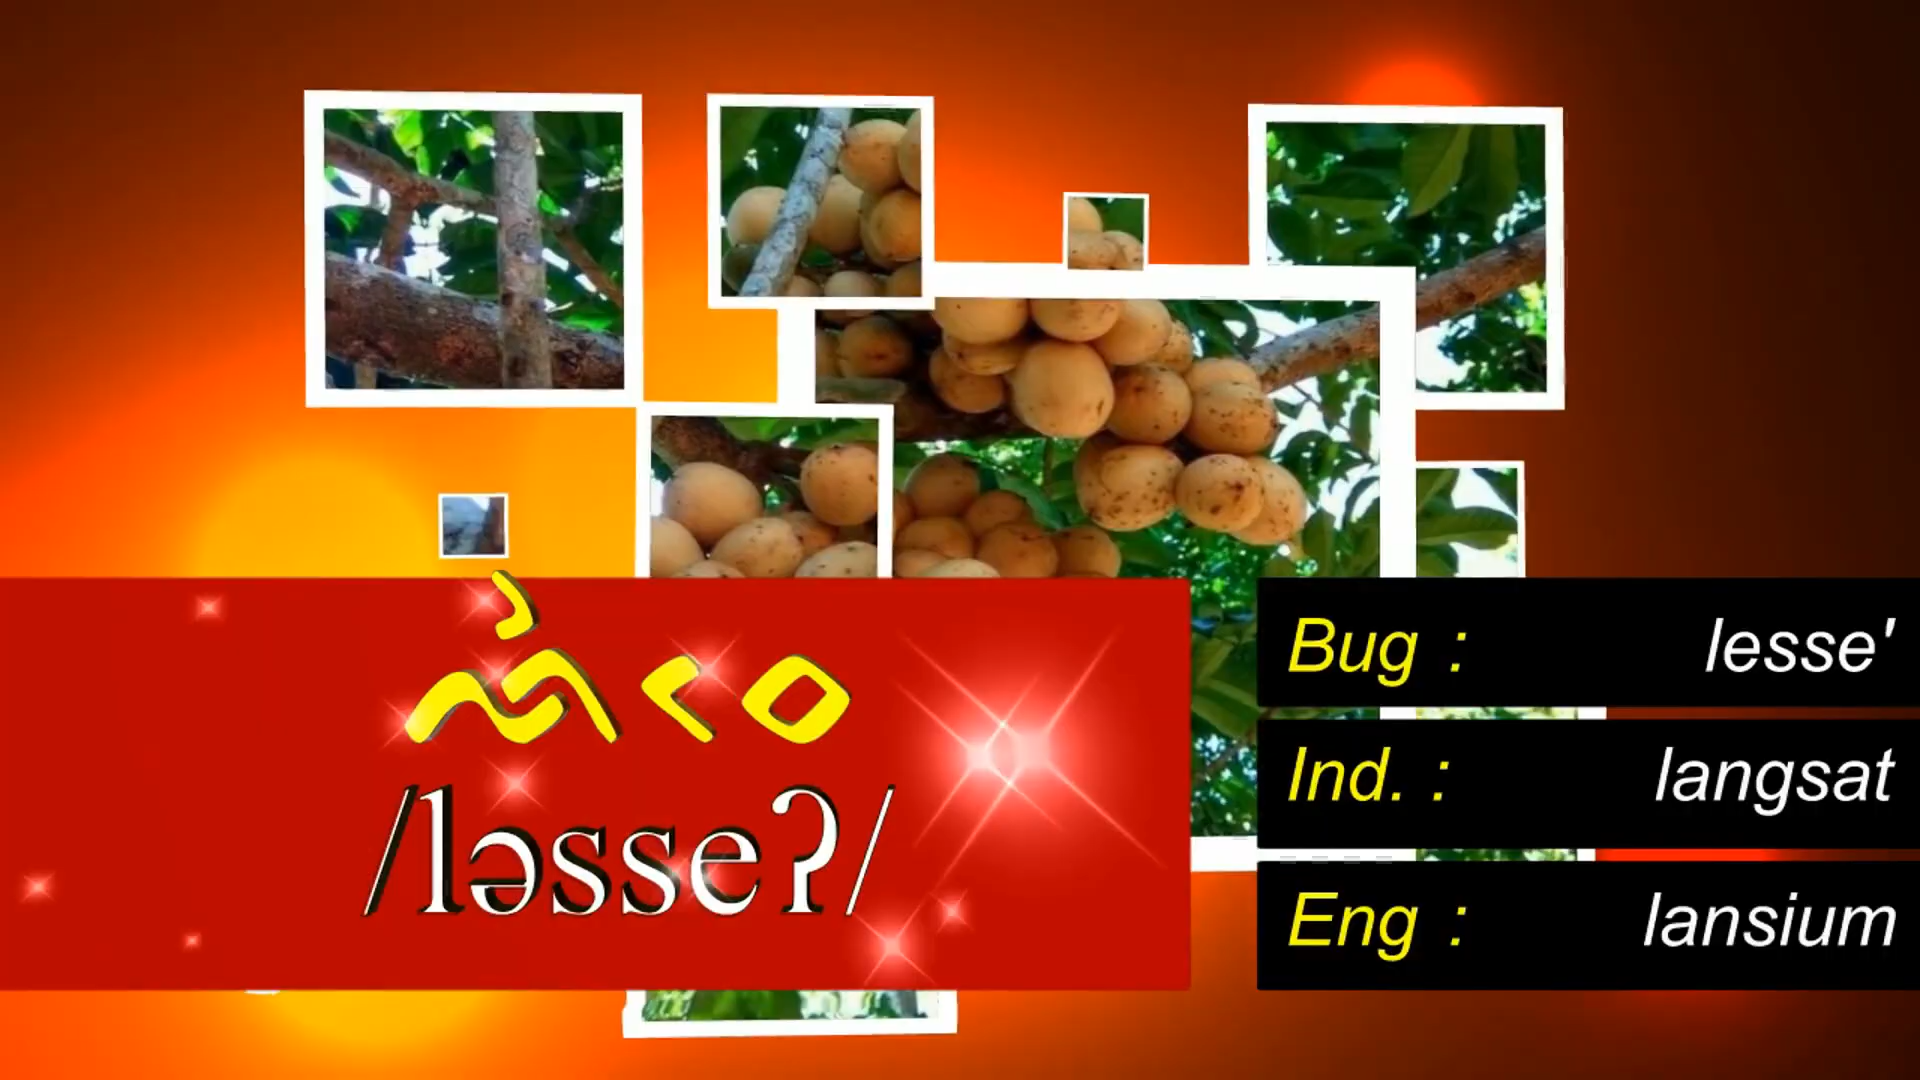 ᨒᨛᨔᨙ
/ləsseʔ/
Bug : lesse'
Ind. : langsat
Eng : lansium